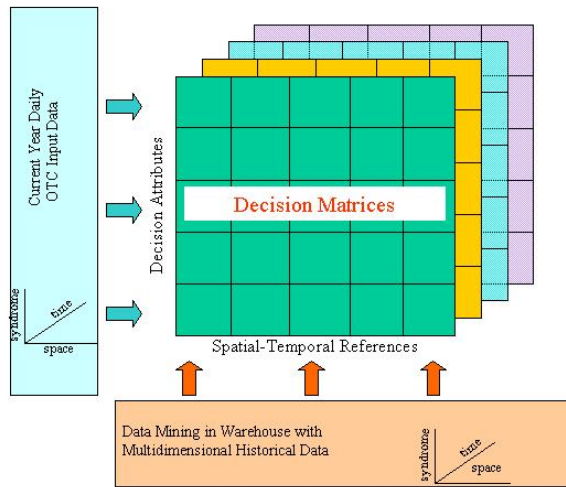 Current Year Daily
OTC Input Data
syndrome
time
space
Decision Attributes
Decision Matrices
Spatial-Temporal References
Data Mining in Warehouse with
Multidimensional Historical Data
syndrome
time
space